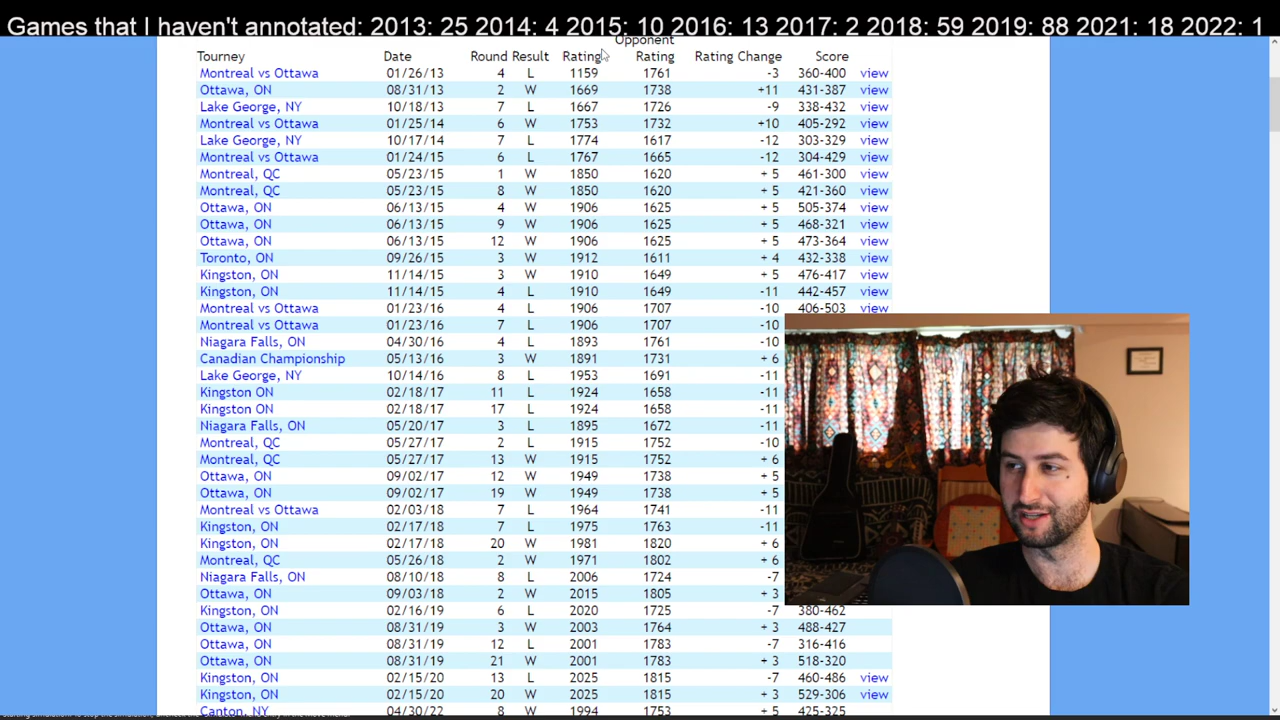 Games that I haven't annotated: 2013: 25 2014: 4 2015: 10 2016: 13 2017: 2 2018: 59 2019: 88 2021: 18 2022: 1
Opponent
Tourney Date Round Result Rating Rating Rating Change Score
Montreal vs Ottawa 01/26/13 4 L 1159 1761 -3 360-400 view
Ottawa, ON 08/31/13 2 W 1669 1738 +11 431-387 view
Lake George, NY 10/18/13 7 L 1667 1726 -9 338-432 view
Montreal vs Ottawa 01/25/14 6 W 1753 1732 +10 405-292 view
Lake George, NY 10/17/14 7 L 1774 1617 -12 303-329 view
Montreal vs Ottawa 01/24/15 6 L 1767 1665 -12 304-429 view
Montreal, QC 05/23/15 1 W 1850 1620 + 5 461-300 view
Montreal, QC 05/23/15 8 W 1850 1620 + 5 421-360 view
Ottawa, ON 06/13/15 4 W 1906 1625 + 5 505-374 view
Ottawa, ON 06/13/15 9 W 1906 1625 + 5 468-321 view
Ottawa, ON 06/13/15 12 W 1906 1625 + 5 473-364 view
Toronto, ON 09/26/15 3 W 1912 1611 + 4 432-338 view
Kingston, ON 11/14/15 3 W 1910 1649 + 5 476-417 view
Kingston, ON 11/14/15 4 L 1910 1649 -11 442-457 view
Montreal vs Ottawa 01/23/16 4 L 1906 1707 -10 406-503 view
Montreal vs Ottawa 01/23/16 7 L 1906 1707 -10
Niagara Falls, ON 04/30/16 4 L 1893 1761 -10
Canadian Championship 05/13/16 3 W 1891 1731 + 6
Lake George, NY 10/14/16 8 L 1953 1691 -11
Kingston ON 02/18/17 11 L 1924 1658 -11
Kingston ON 02/18/17 17 L 1924 1658 -11
Niagara Falls, ON 05/20/17 3 L 1895 1672 -11
Montreal, QC 05/27/17 2 L 1915 1752 -10
Montreal, QC 05/27/17 13 W 1915 1752 + 6
Ottawa, ON 09/02/17 12 W 1949 1738 + 5
Ottawa, ON 09/02/17 19 W 1949 1738 + 5
Montreal vs Ottawa 02/03/18 7 L 1964 1741 -11
Kingston, ON 02/17/18 7 L 1975 1763 -11
Kingston, ON 02/17/18 20 W 1981 1820 + 6
Montreal, QC 05/26/18 2 W 1971 1802 + 6
Niagara Falls, ON 08/10/18 8 L 2006 1724 -7
Ottawa, ON 09/03/18 2 W 2015 1805 + 3
Kingston, ON 02/16/19 6 L 2020 1725 -7 380-462
Ottawa, ON 08/31/19 3 W 2003 1764 + 3 488-427
Ottawa, ON 08/31/19 12 L 2001 1783 -7 316-416
Ottawa, ON 08/31/19 21 W 2001 1783 + 3 518-320
Kingston, ON 02/15/20 13 L 2025 1815 -7 460-486 view
Kingston, ON 02/15/20 20 W 2025 1815 + 3 529-306 view
Canton, NY 04/30/22 8 W 1994 1753 + 5 425-325